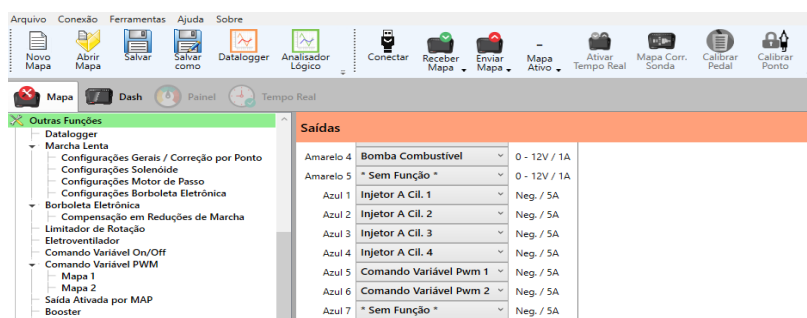 Arquivo Conexão Ferramentas Ajuda Sobre
Novo Mapa
Abrir Mapa
Salvar
Salvar como
Datalogger
Analisador Lógico
Conectar
Receber Mapa
Enviar Mapa
Mapa Ativo
Ativar Tempo Real
Mapa Corr. Sonda
Calibrar Pedal
Calibrar Ponto
Mapa Dash Painel Tempo Real
Outras Funções
Datalogger
Marcha Lenta
Configurações Gerais / Correção por Ponto
Configurações Solenóide
Configurações Motor de Passo
Configurações Borboleta Eletrônica
Borboleta Eletrônica
Compensação em Reduções de Marcha
Limitador de Rotação
Eletroventilador
Comando Variável On/Off
Comando Variável PWM
Mapa 1
Mapa 2
Saída Ativada por MAP
Booster
Saídas
Amarelo 4 Bomba Combustível 0 - 12V / 1A
Amarelo 5 * Sem Função * 0 - 12V / 1A
Azul 1 Injetor A Cil. 1 Neg. / 5A
Azul 2 Injetor A Cil. 2 Neg. / 5A
Azul 3 Injetor A Cil. 3 Neg. / 5A
Azul 4 Injetor A Cil. 4 Neg. / 5A
Azul 5 Comando Variável Pwm 1 Neg. / 5A
Azul 6 Comando Variável Pwm 2 Neg. / 5A
Azul 7 * Sem Função * Neg. / 5A